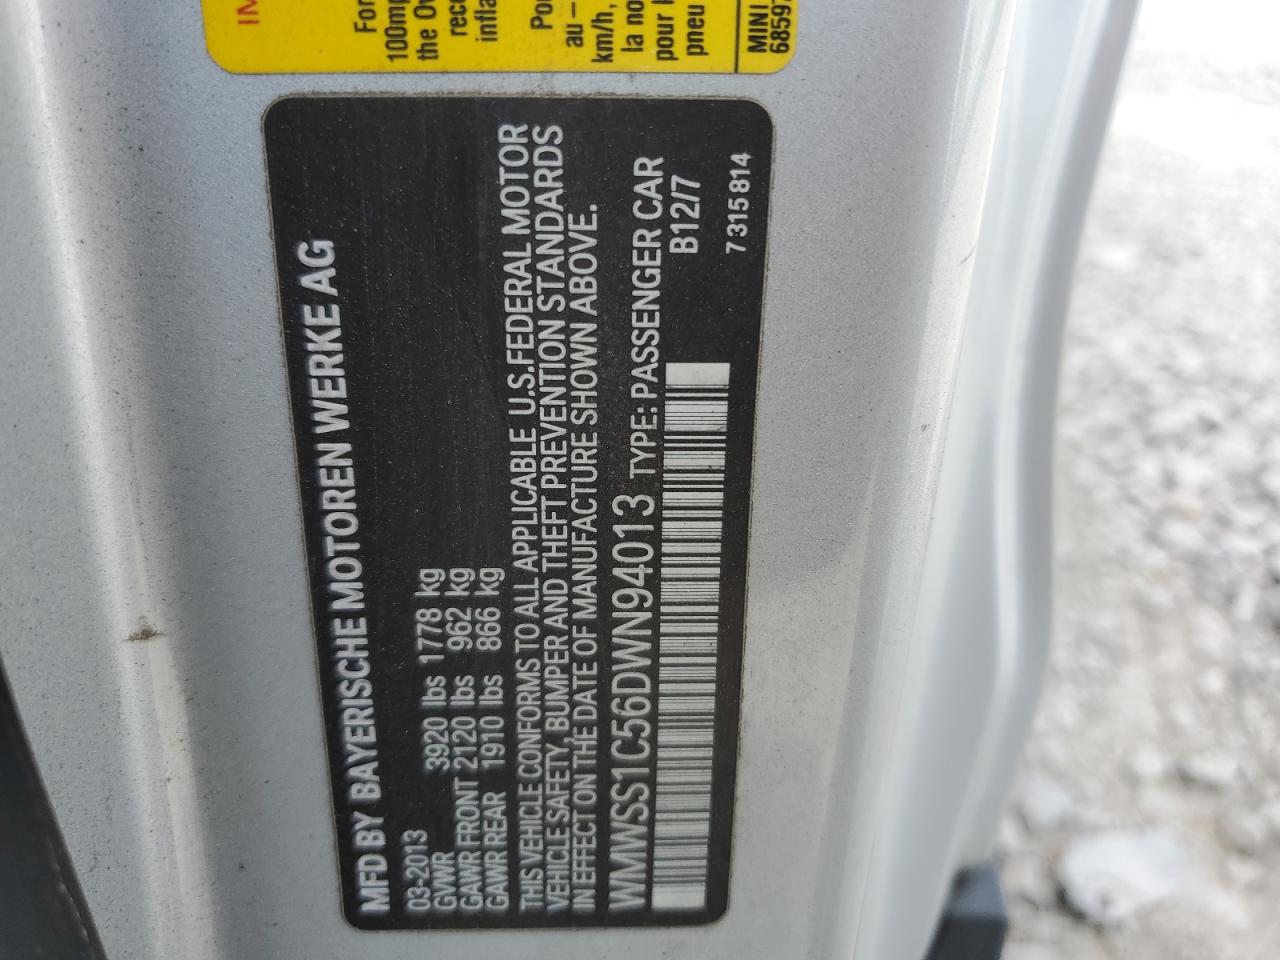 IM
For
100mp
the Ow
rece
infla
Po
au –
km/h,
la no
pour l
pneu
MINI
68597
MFD BY BAYERISCHE MOTOREN WERKE AG
03-2013
GVWR 3920 lbs 1778 kg
GAWR FRONT 2120 lbs 962 kg
GAWR REAR 1910 lbs 866 kg
THIS VEHICLE CONFORMS TO ALL APPLICABLE U.S.FEDERAL MOTOR
VEHICLE SAFETY, BUMPER AND THEFT PREVENTION STANDARDS
IN EFFECT ON THE DATE OF MANUFACTURE SHOWN ABOVE.
WMWSS1C56DWN94013 TYPE: PASSENGER CAR
B12/7
7 315 814